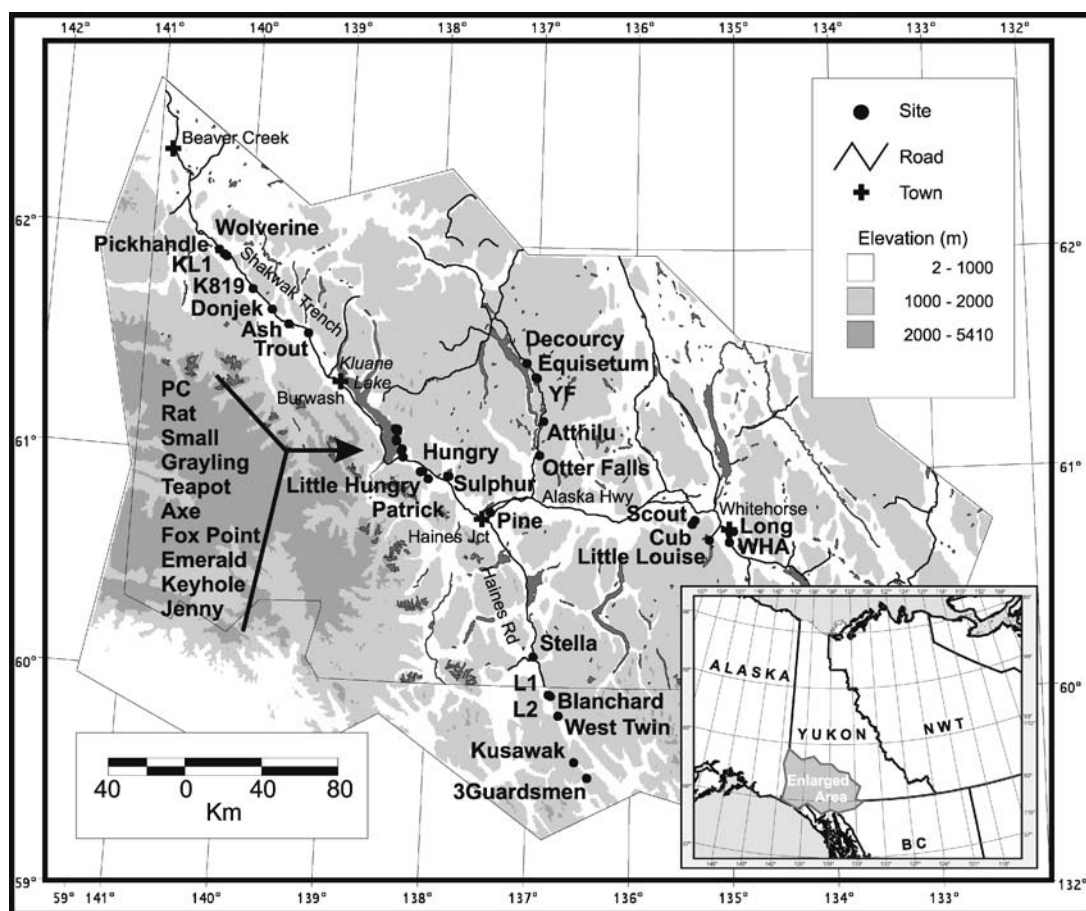 142° 141° 140° 139° 138° 137° 136° 135° 134° 133° 132°
Site
Road
Town
Elevation (m)
2 - 1000
1000 - 2000
2000 - 5410
Beaver Creek
62°
62°
Wolverine
Pickhandle
KL1
K819
Donjek
Ash
Trout
Shakwak Trench
Kluane
Lake
Burwash
Decourcy
Equisetum
YF
Atthilu
Otter Falls
61°
61°
PC
Rat
Small
Grayling
Teapot
Axe
Fox Point
Emerald
Keyhole
Jenny
Hungry
Little Hungry
Sulphur
Patrick
Pine
Haines Jct
Alaska Hwy
Scout
Cub
Little Louise
Whitehorse
Long
WHA
Haines Rd
Stella
60°
60°
L1
L2
Blanchard
West Twin
Kusawak
3Guardsmen
40 0 40 80
Km
ALASKA
YUKON
NWT
Enlarged
Area
BC
59°
59° 141° 140° 139° 138° 137° 136° 135° 134° 133° 132°